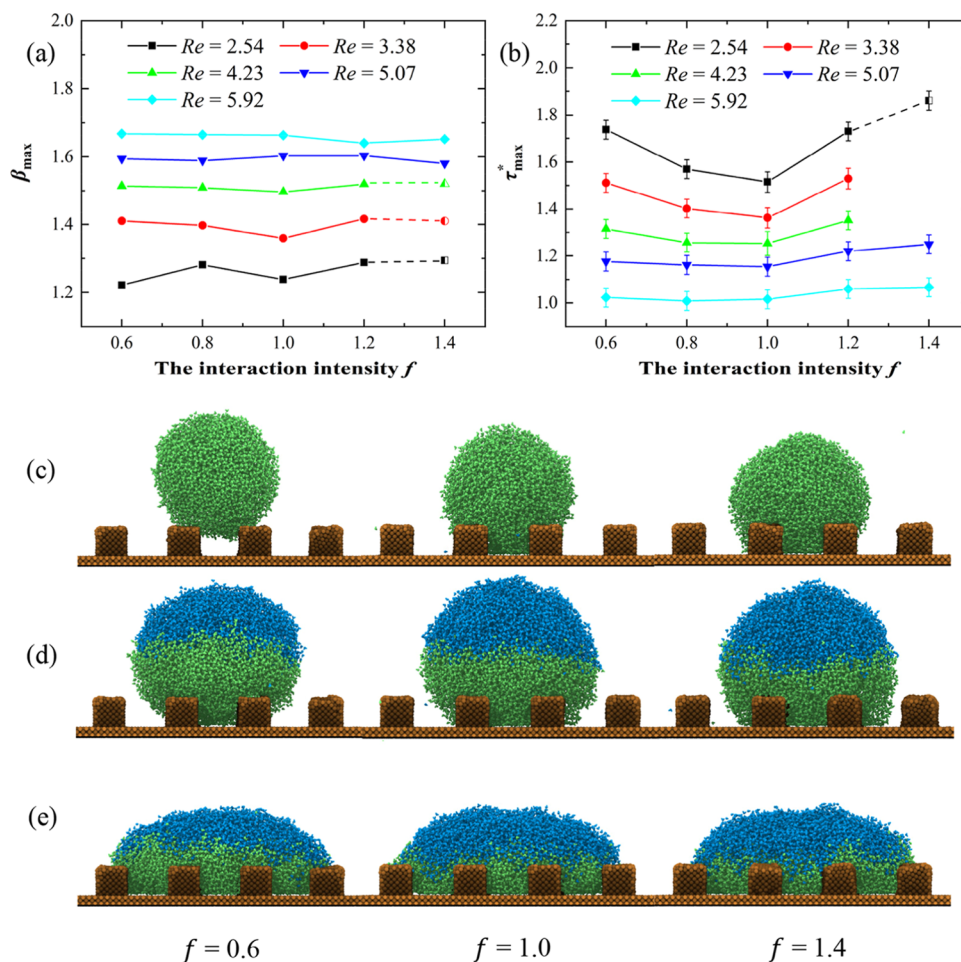 (a)
Re = 2.54
Re = 3.38
Re = 4.23
Re = 5.07
Re = 5.92
β_max
2.0
1.8
1.6
1.4
1.2
0.6 0.8 1.0 1.2 1.4
The interaction intensity f
(b)
Re = 2.54
Re = 3.38
Re = 4.23
Re = 5.07
Re = 5.92
τ*_max
2.2
2.0
1.8
1.6
1.4
1.2
1.0
0.6 0.8 1.0 1.2 1.4
The interaction intensity f
(c)
(d)
(e)
f = 0.6 f = 1.0 f = 1.4